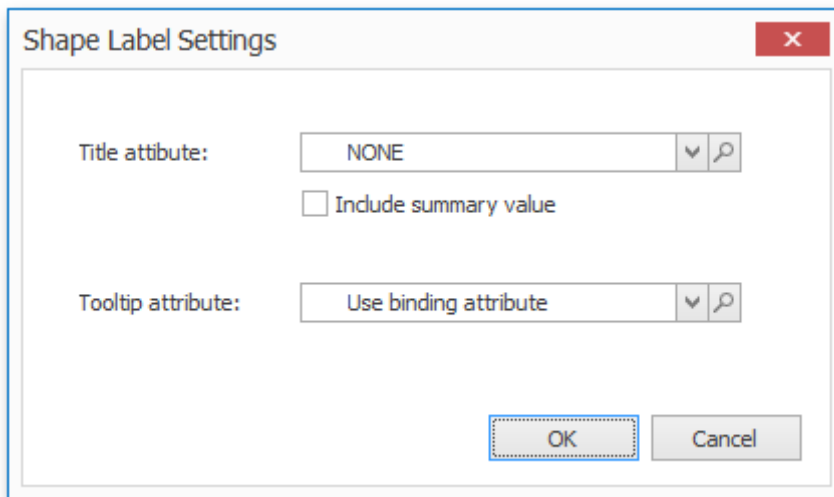 Shape Label Settings
Title attibute:
NONE
Include summary value
Tooltip attribute:
Use binding attribute
OK
Cancel